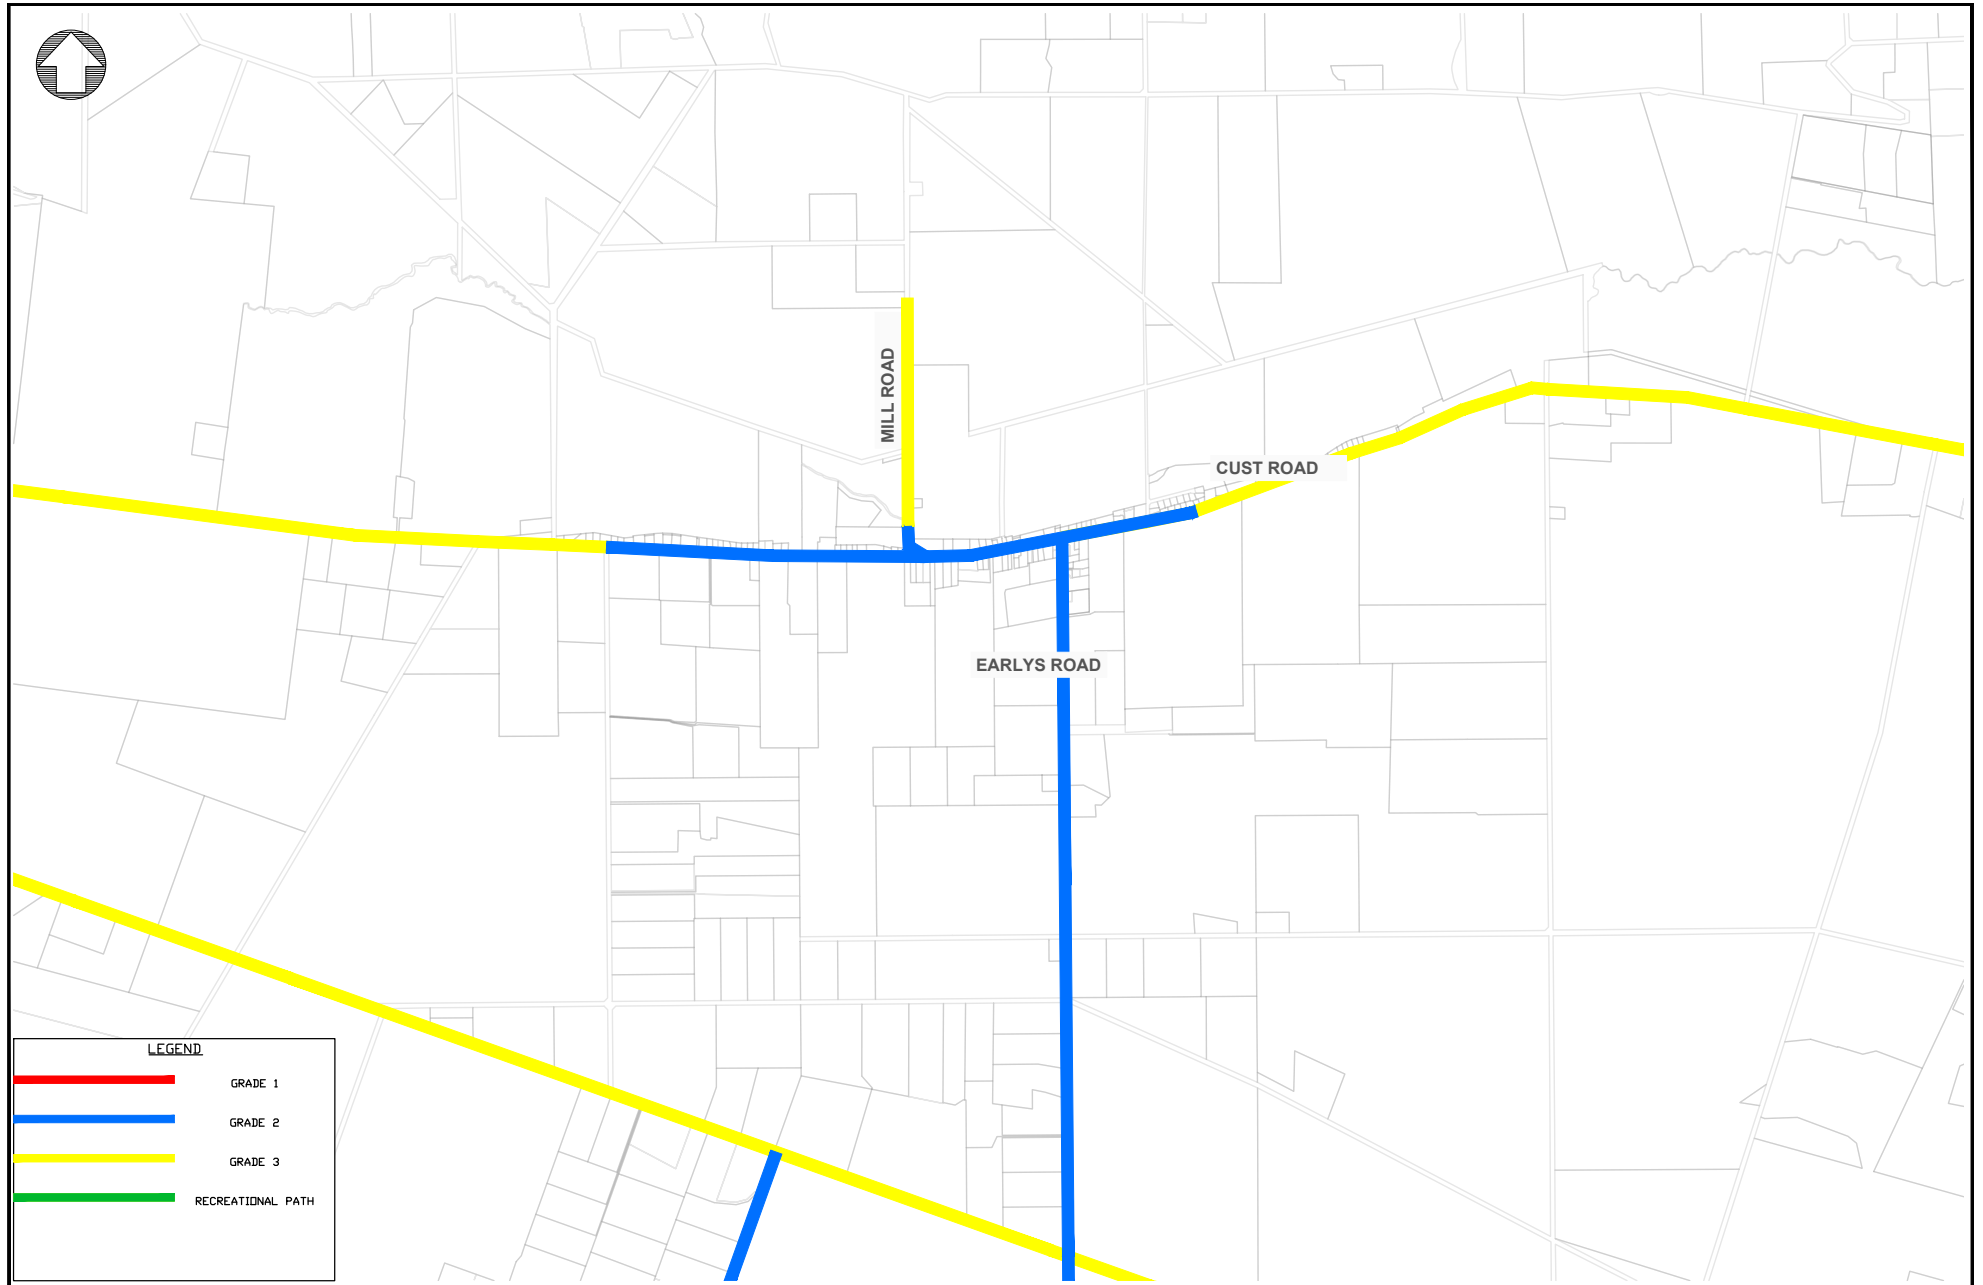 MILL ROAD
CUST ROAD
EARLYS ROAD
LEGEND
GRADE 1
GRADE 2
GRADE 3
RECREATIONAL PATH